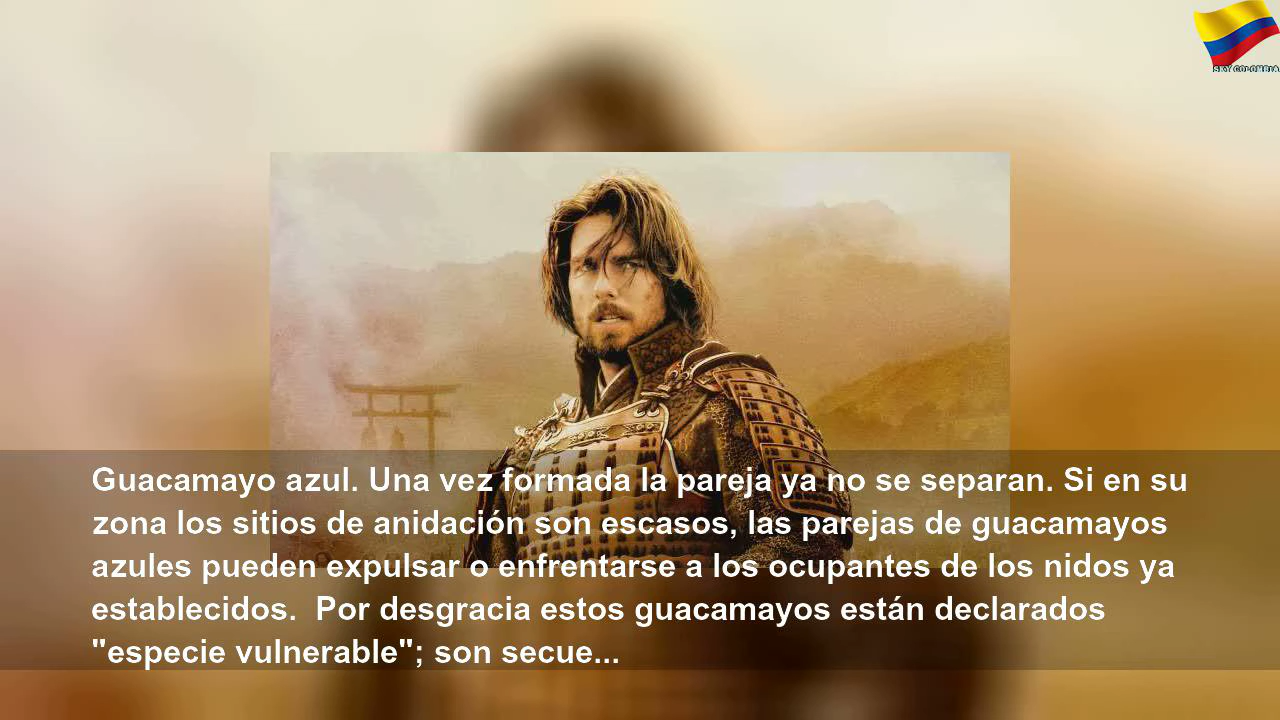 SKY COLOMBIA
Guacamayo azul. Una vez formada la pareja ya no se separan. Si en su
zona los sitios de anidación son escasos, las parejas de guacamayos
azules pueden expulsar o enfrentarse a los ocupantes de los nidos ya
establecidos.  Por desgracia estos guacamayos están declarados
"especie vulnerable"; son secue...